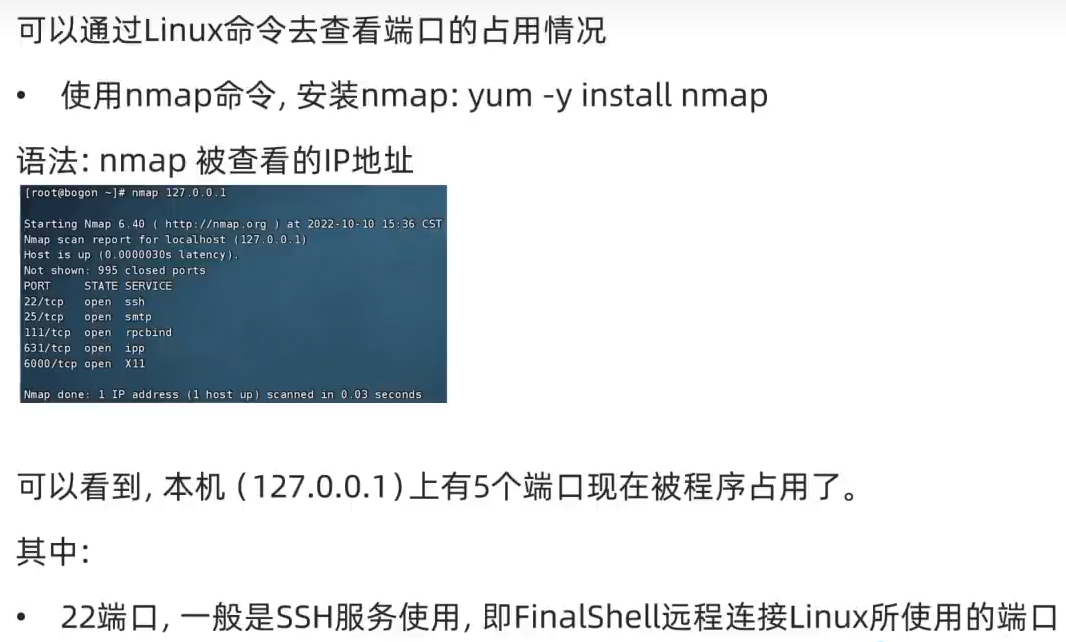 可以通过Linux命令去查看端口的占用情况
• 使用nmap命令, 安装nmap: yum -y install nmap
语法: nmap 被查看的IP地址
[root@bogon ~]# nmap 127.0.0.1
Starting Nmap 6.40 ( http://nmap.org ) at 2022-10-10 15:36 CST
Nmap scan report for localhost (127.0.0.1)
Host is up (0.0000030s latency).
Not shown: 995 closed ports
PORT     STATE SERVICE
22/tcp   open  ssh
25/tcp   open  smtp
111/tcp  open  rpcbind
631/tcp  open  ipp
6000/tcp open  X11
Nmap done: 1 IP address (1 host up) scanned in 0.03 seconds
可以看到, 本机 (127.0.0.1)上有5个端口现在被程序占用了。
其中:
• 22端口, 一般是SSH服务使用, 即FinalShell远程连接Linux所使用的端口